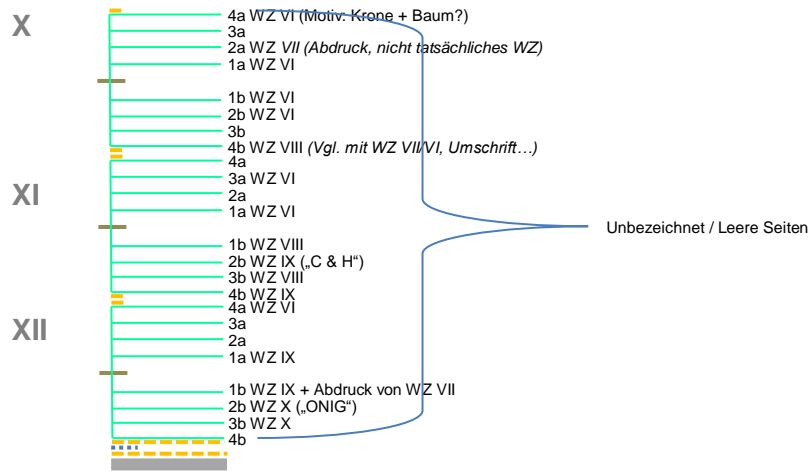 X
4a WZ VI (Motiv: Krone + Baum?)
3a
2a WZ VII (Abdruck, nicht tatsächliches WZ)
1a WZ VI
1b WZ VI
2b WZ VI
3b
4b WZ VIII (Vgl. mit WZ VII/VI, Umschrift…)
XI
4a
3a WZ VI
2a
1a WZ VI
Unbezeichnet / Leere Seiten
1b WZ VIII
2b WZ IX („C & H“)
3b WZ VIII
4b WZ IX
XII
4a WZ VI
3a
2a
1a WZ IX
1b WZ IX + Abdruck von WZ VII
2b WZ X („ONIG“)
3b WZ X
4b